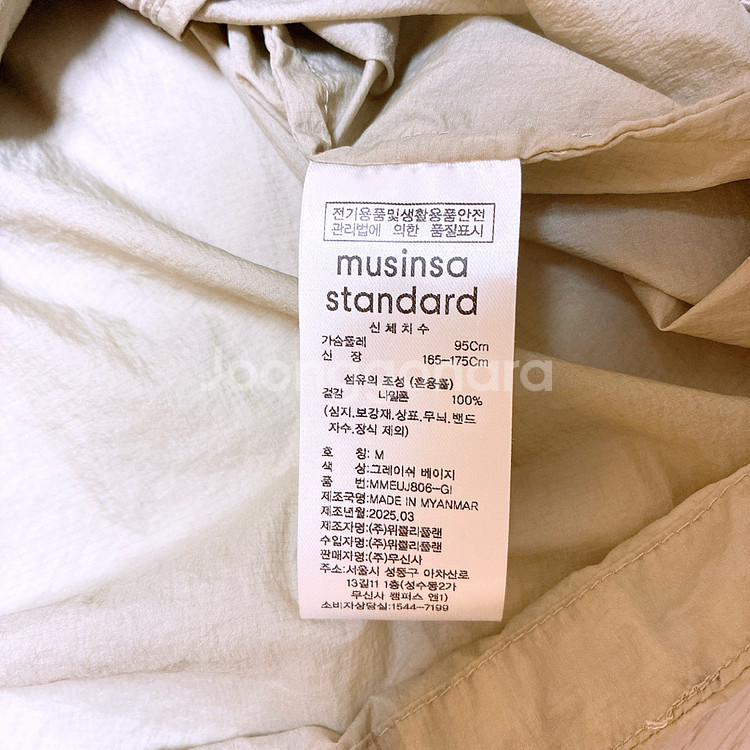 전기용품및생활용품안전
관리법에 의한 품질표시
musinsa
standard
신체치수
가슴둘레 95Cm
신 장 165-175Cm
Joonggonara
섬유의 조성 (혼용률)
겉감 나일론 100%
(심지,보강재,상표,무늬,밴드
자수,장식 제외)
호 칭:M
색 상:그레이쉬 베이지
품 번:MMEUJ806-GI
제조국명:MADE IN MYANMAR
제조년월:2025.03
제조자명:(주)위클리플랜
수입자명:(주)위클리플랜
판매자명:(주)무신사
주소:서울시 성동구 아차산로
13길11 1층(성수동2가
무신사 캠퍼스 엔1)
소비자상담실:1544-7199